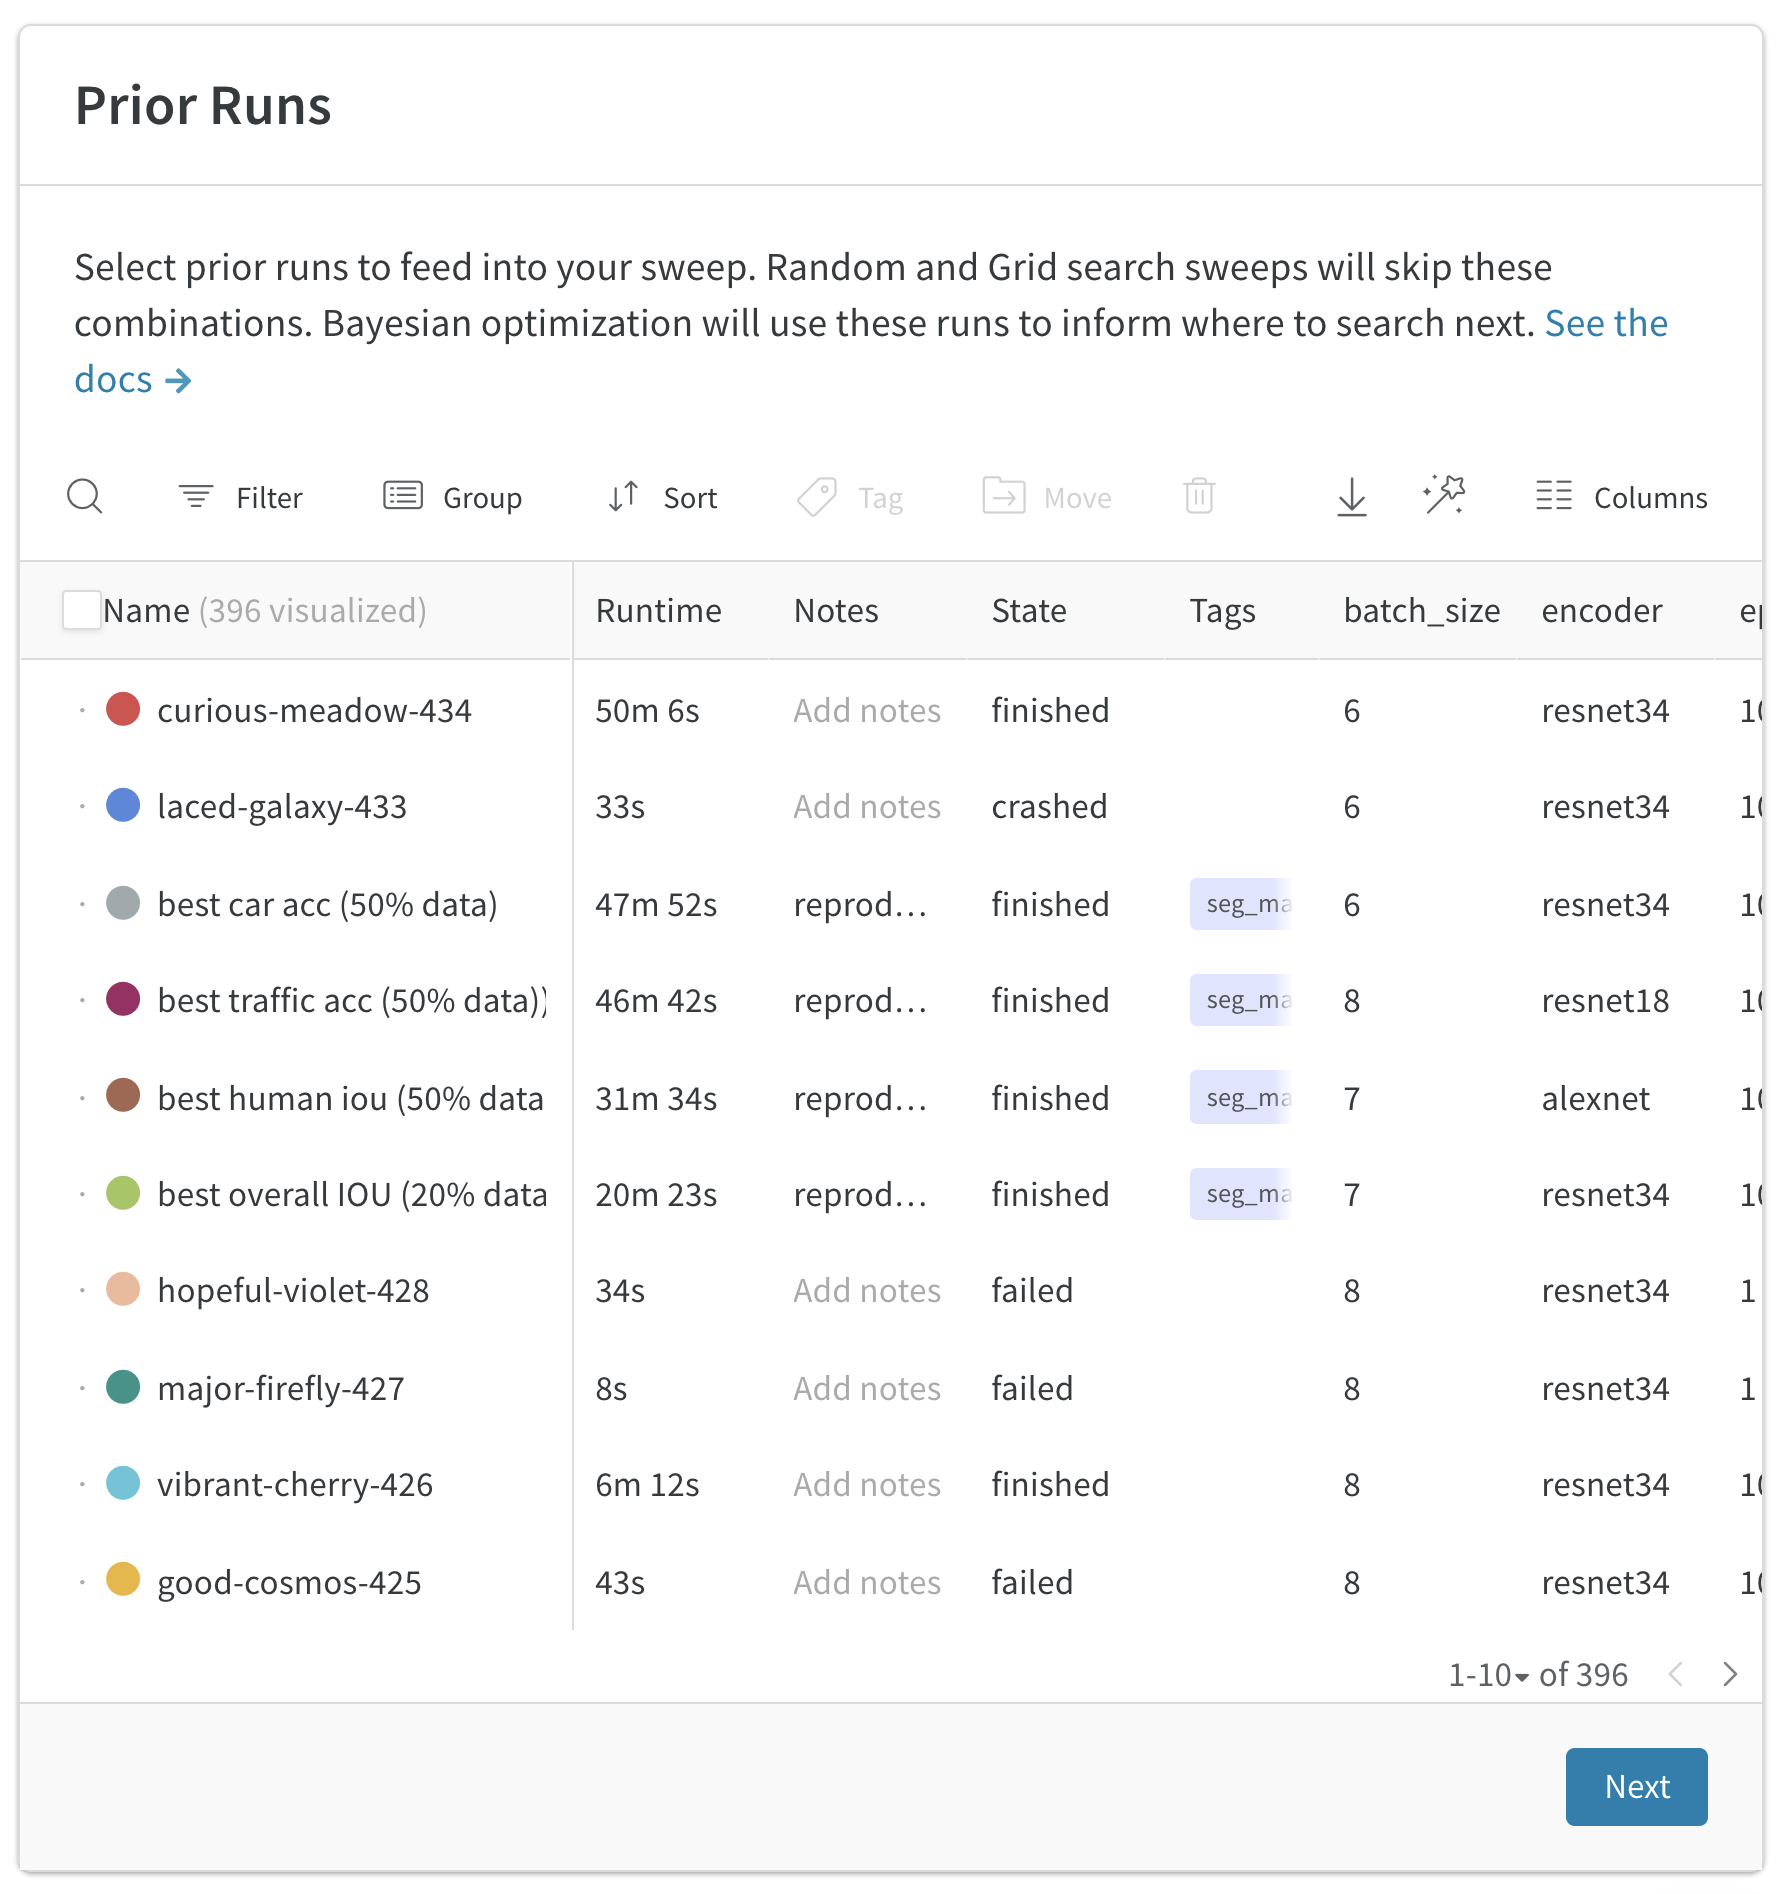 Prior Runs
Select prior runs to feed into your sweep. Random and Grid search sweeps will skip these
combinations. Bayesian optimization will use these runs to inform where to search next. See the
docs →
Filter Group Sort Tag Move Columns
Name (396 visualized) Runtime Notes State Tags batch_size encoder
curious-meadow-434 50m 6s Add notes finished 6 resnet34
laced-galaxy-433 33s Add notes crashed 6 resnet34
best car acc (50% data) 47m 52s reprod... finished seg_ma 6 resnet34
best traffic acc (50% data)) 46m 42s reprod... finished seg_ma 8 resnet18
best human iou (50% data 31m 34s reprod... finished seg_ma 7 alexnet
best overall IOU (20% data 20m 23s reprod... finished seg_ma 7 resnet34
hopeful-violet-428 34s Add notes failed 8 resnet34 1
major-firefly-427 8s Add notes failed 8 resnet34 1
vibrant-cherry-426 6m 12s Add notes finished 8 resnet34
good-cosmos-425 43s Add notes failed 8 resnet34
1-10 of 396
Next